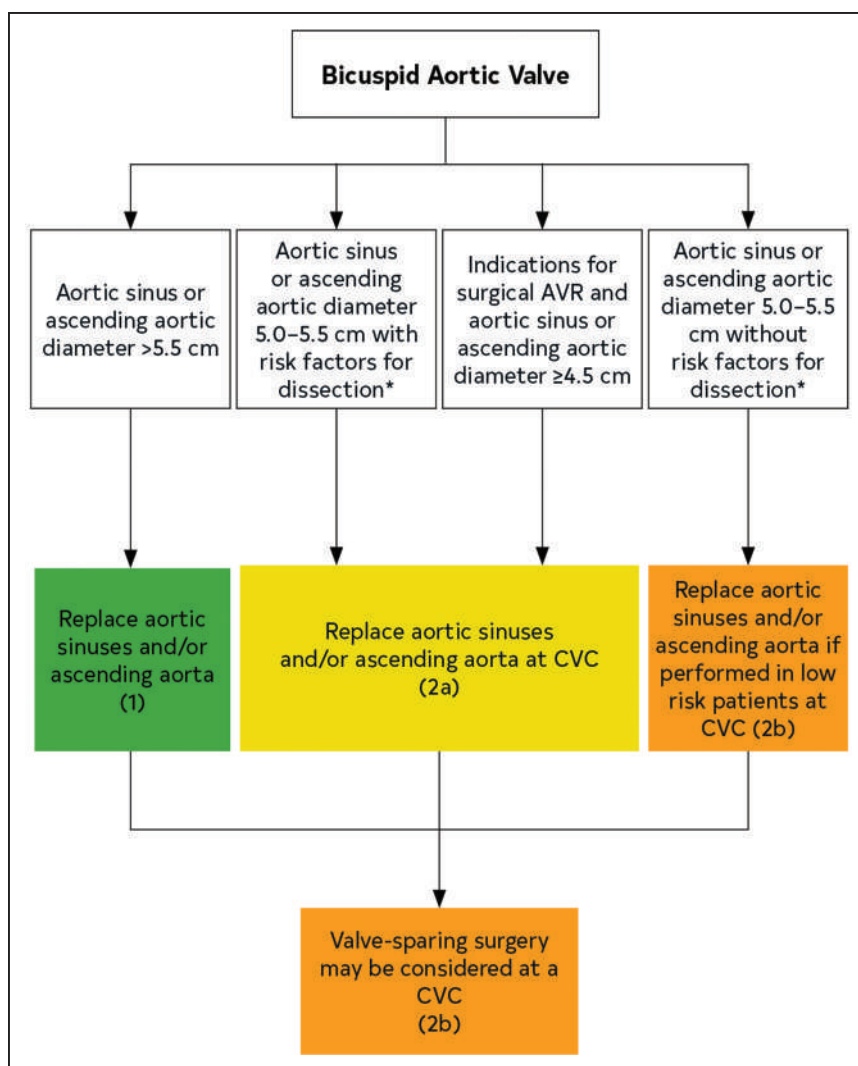 Bicuspid Aortic Valve
Aortic sinus or
ascending aortic
diameter >5.5 cm
Aortic sinus
or ascending
aortic diameter
5.0–5.5 cm with
risk factors for
dissection*
Indications for
surgical AVR and
aortic sinus or
ascending aortic
diameter ≥4.5 cm
Aortic sinus or
ascending aortic
diameter 5.0–5.5
cm without
risk factors for
dissection*
Replace aortic
sinuses and/or
ascending aorta
(1)
Replace aortic sinuses
and/or ascending aorta at CVC
(2a)
Replace aortic
sinuses and/or
ascending aorta if
performed in low
risk patients at
CVC (2b)
Valve-sparing surgery
may be considered at a
CVC
(2b)